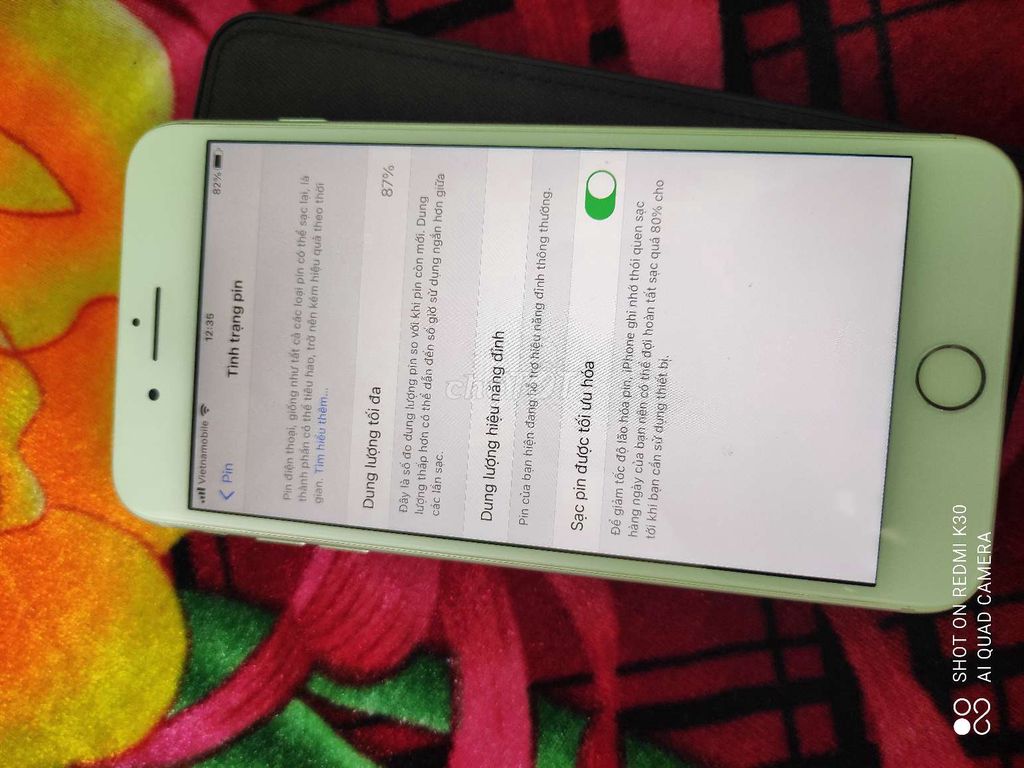 Vietnamobile 12:35 82%
Pin Tình trạng pin
Pin điện thoại, giống như tất cả các loại pin có thể sạc lại, là
thành phần có thể tiêu hao, trở nên kém hiệu quả theo thời
gian. Tìm hiểu thêm...
Dung lượng tối đa 87%
Đây là số đo dung lượng pin so với khi pin còn mới. Dung
lượng thấp hơn có thể dẫn đến số giờ sử dụng ngắn hơn giữa
các lần sạc.
Dung lượng hiệu năng đỉnh
Pin của bạn hiện đang hỗ trợ hiệu năng đỉnh thông thường.
Sạc pin được tối ưu hóa
Để giảm tốc độ lão hóa pin, iPhone ghi nhớ thói quen sạc
hàng ngày của bạn nên có thể đợi hoàn tất sạc quá 80% cho
tới khi bạn cần sử dụng thiết bị.
SHOT ON REDMI K30
AI QUAD CAMERA